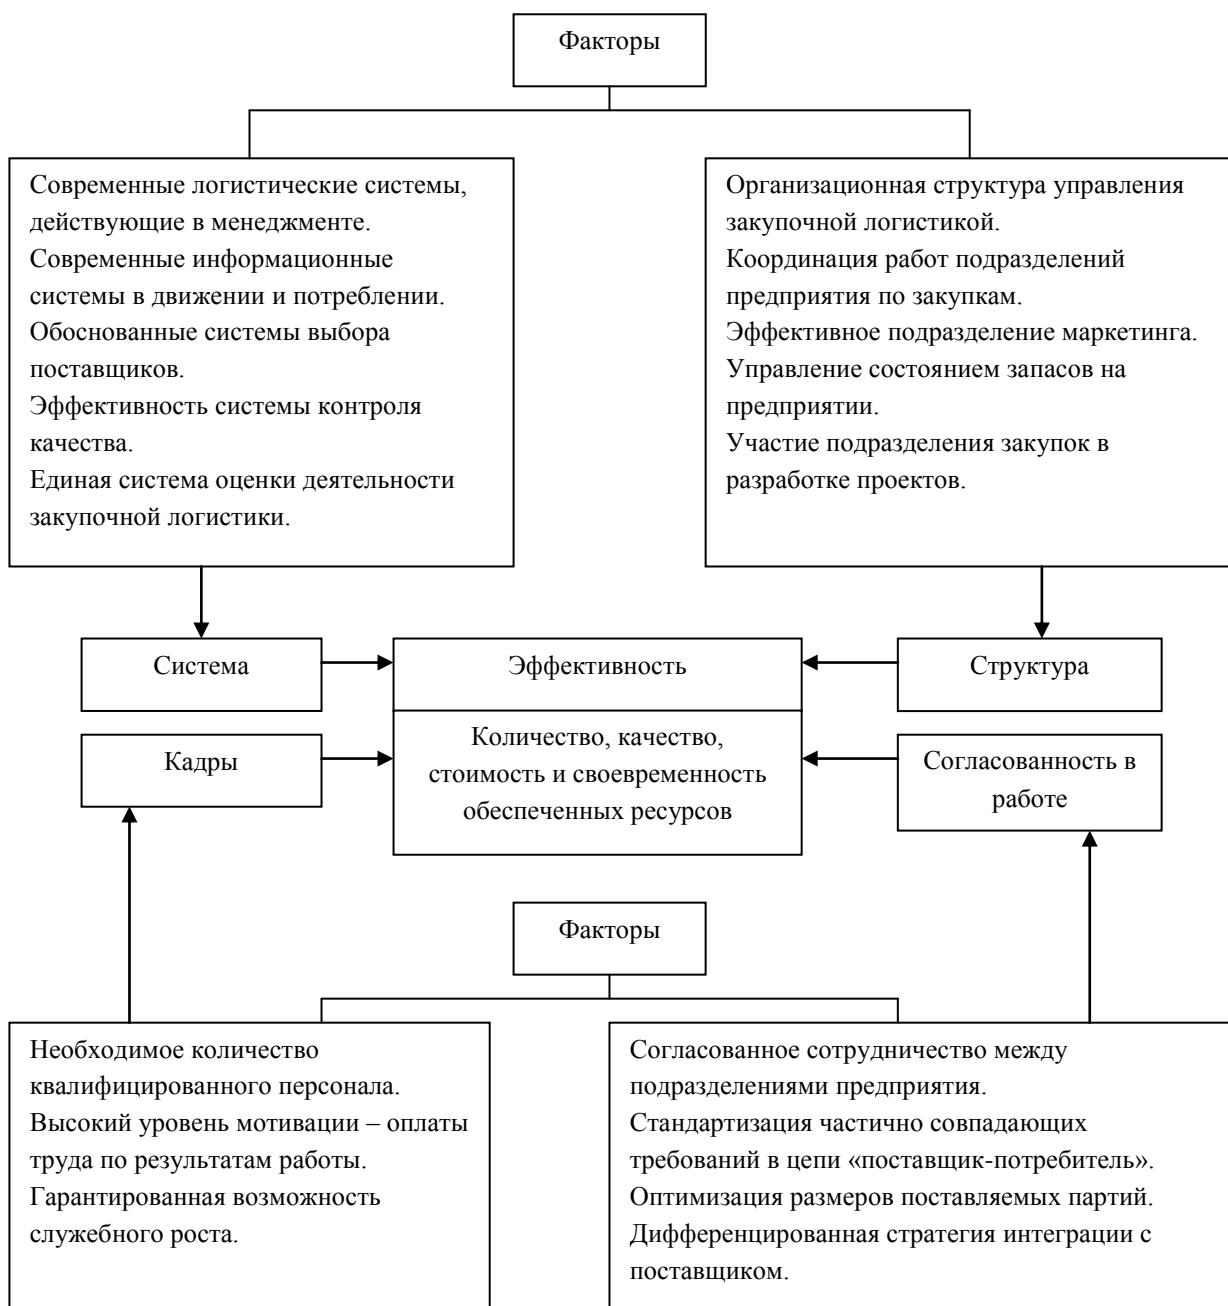 Факторы
Современные логистические системы,
действующие в менеджменте.
Современные информационные
системы в движении и потреблении.
Обоснованные системы выбора
поставщиков.
Эффективность системы контроля
качества.
Единая система оценки деятельности
закупочной логистики.
Организационная структура управления
закупочной логистикой.
Координация работ подразделений
предприятия по закупкам.
Эффективное подразделение маркетинга.
Управление состоянием запасов на
предприятии.
Участие подразделения закупок в
разработке проектов.
Система
Эффективность
Структура
Кадры
Количество, качество,
стоимость и своевременность
обеспеченных ресурсов
Согласованность в
работе
Факторы
Необходимое количество
квалифицированного персонала.
Высокий уровень мотивации – оплаты
труда по результатам работы.
Гарантированная возможность
служебного роста.
Согласованное сотрудничество между
подразделениями предприятия.
Стандартизация частично совпадающих
требований в цепи «поставщик-потребитель».
Оптимизация размеров поставляемых партий.
Дифференцированная стратегия интеграции с
поставщиком.